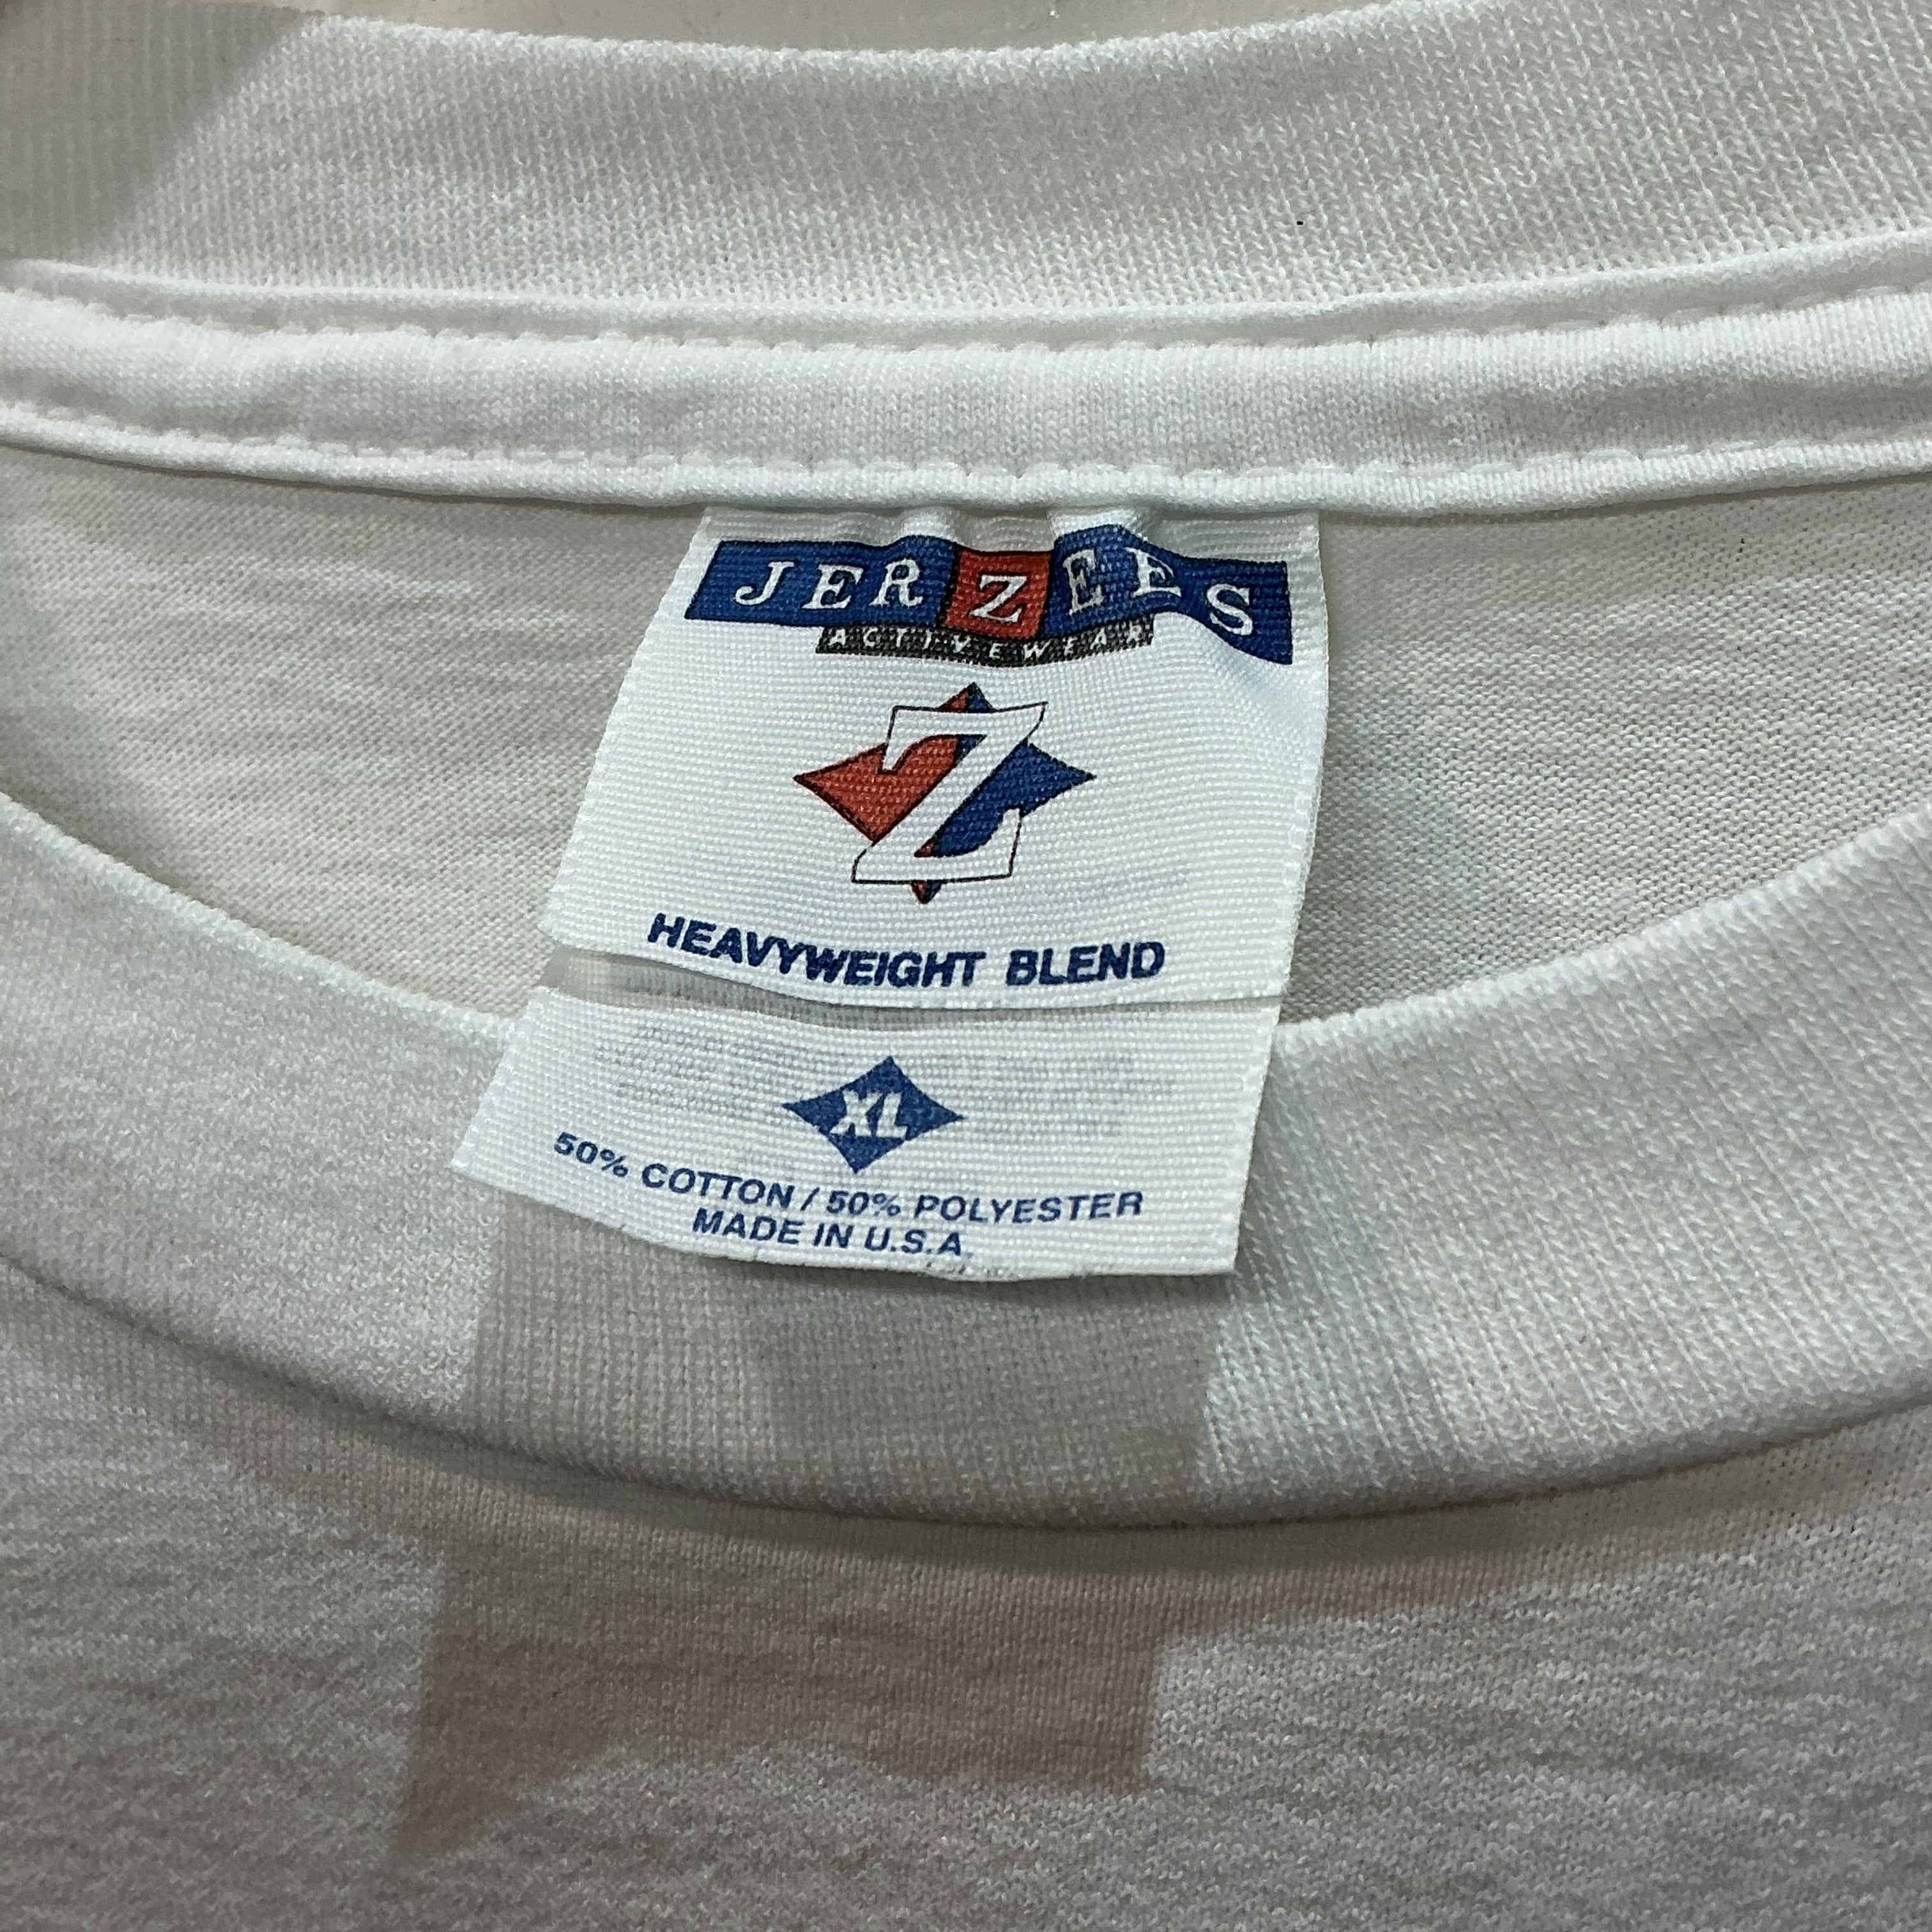 JERZEES
ACTIVEWEAR
Z
HEAVYWEIGHT BLEND
XL
50% COTTON / 50% POLYESTER
MADE IN U.S.A.